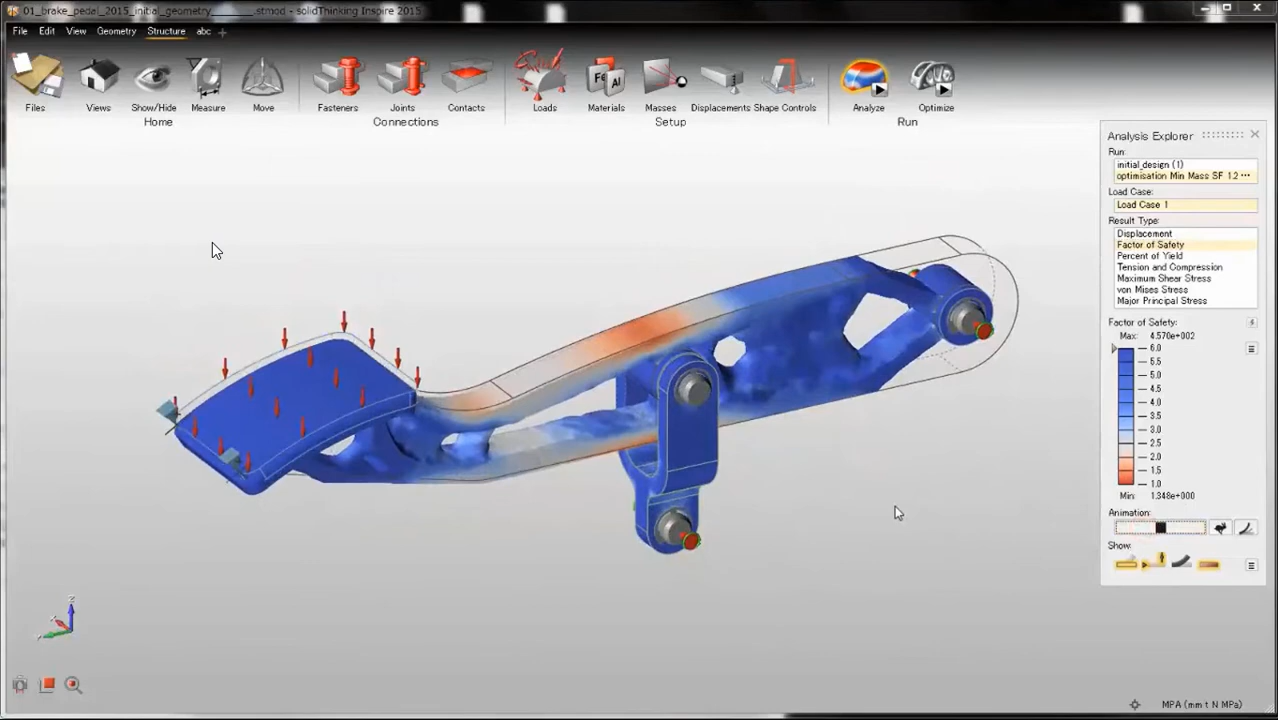 01_brake_pedal_2015_initial_geometry________.stmod - solidThinking Inspire 2015
File Edit View Geometry Structure abc
Files Views Show/Hide Measure Move Fasteners Joints Contacts Loads Materials Masses Displacements Shape Controls Analyze Optimize
Home Connections Setup Run
Analysis Explorer
Run:
initial_design (1)
optimisation Min Mass SF 1.2 ...
Load Case:
Load Case 1
Result Type:
Displacement
Factor of Safety
Percent of Yield
Tension and Compression
Maximum Shear Stress
von Mises Stress
Major Principal Stress
Factor of Safety:
Max: 4.570e+002
6.0
5.5
5.0
4.5
4.0
3.5
3.0
2.5
2.0
1.5
1.0
Min: 1.348e+000
Animation:
Show:
MPA (mm t N MPa)